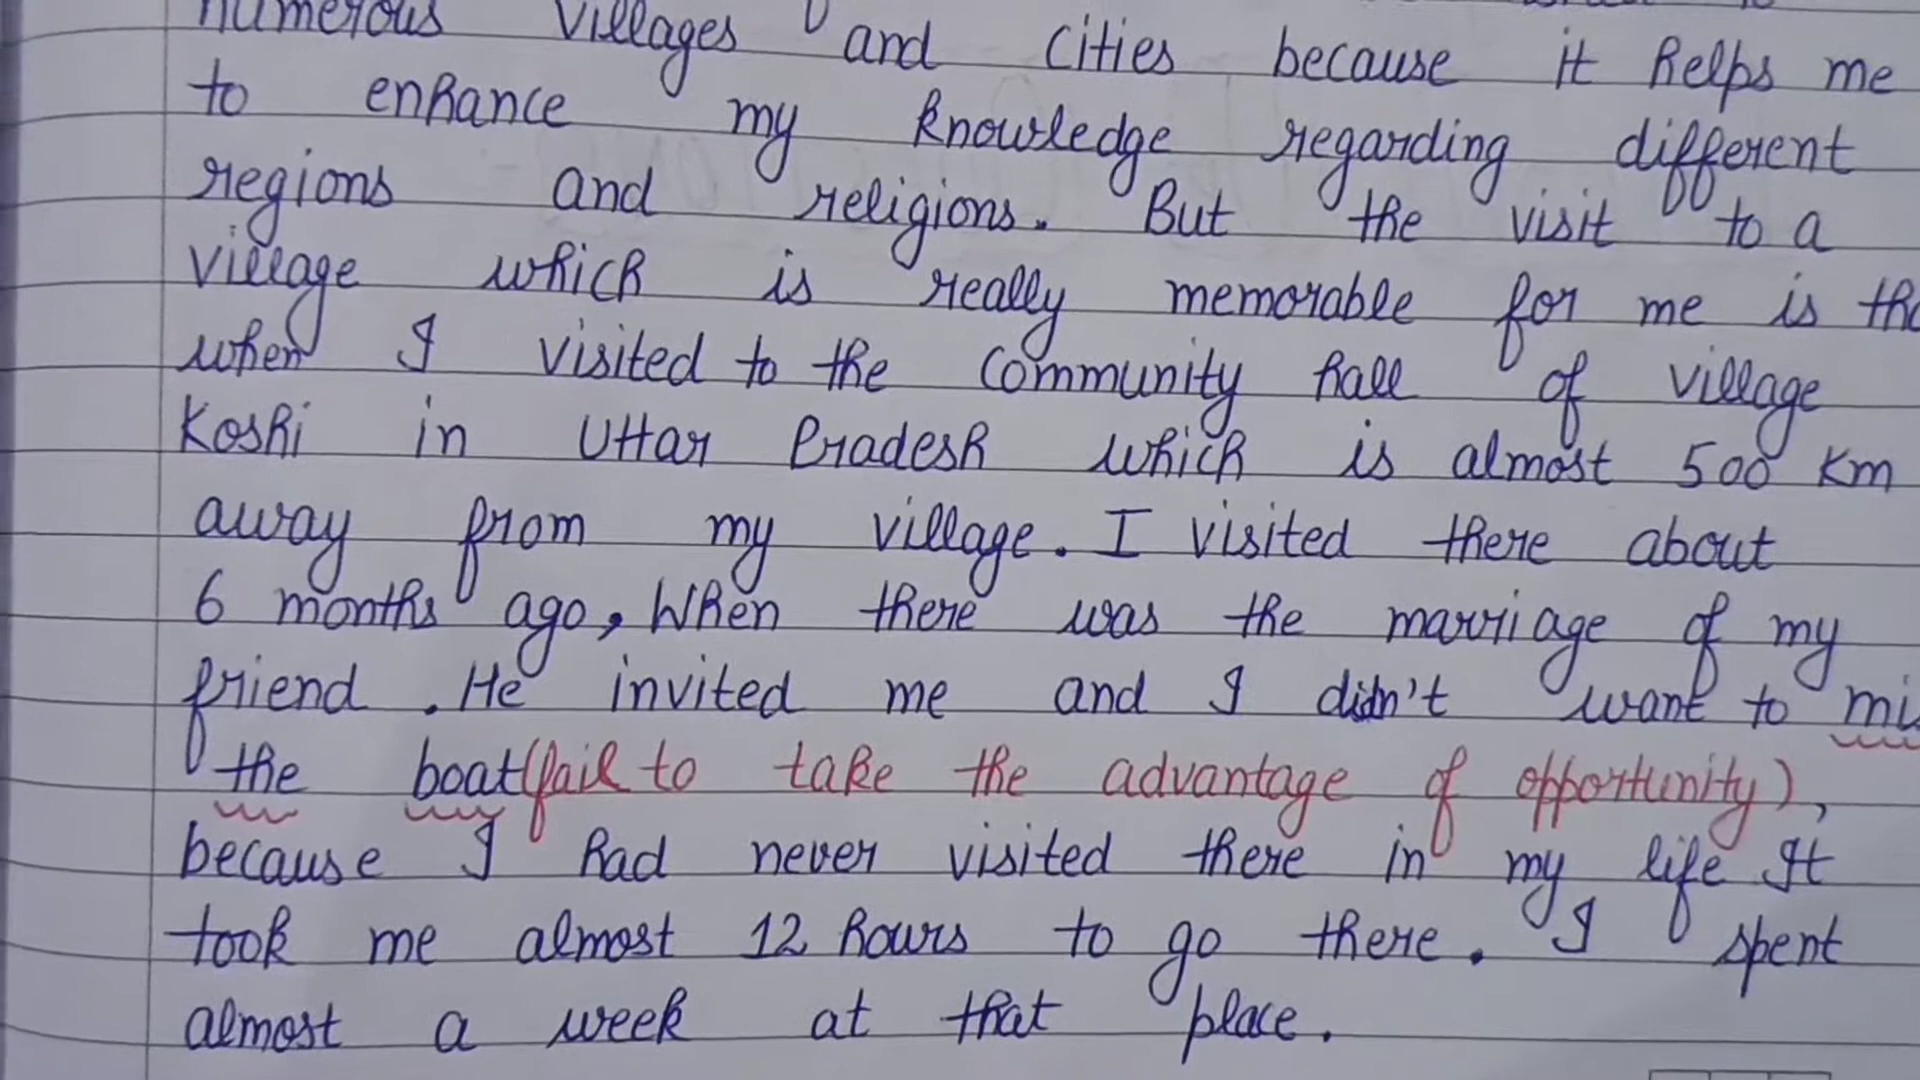 numerous villages and cities because it helps me
to enhance my knowledge regarding different
regions and religions. But the visit to a
village which is really memorable for me is
when I visited to the community hall of village
Koshi in Uttar Pradesh which is almost 500 km
away from my village. I visited there about
6 months ago, When there was the marriage of my
friend. He invited me and I didn't want to
the boat (fail to take the advantage of opportunity),
because I had never visited there in my life It
took me almost 12 hours to go there. I spent
almost a week at that place.